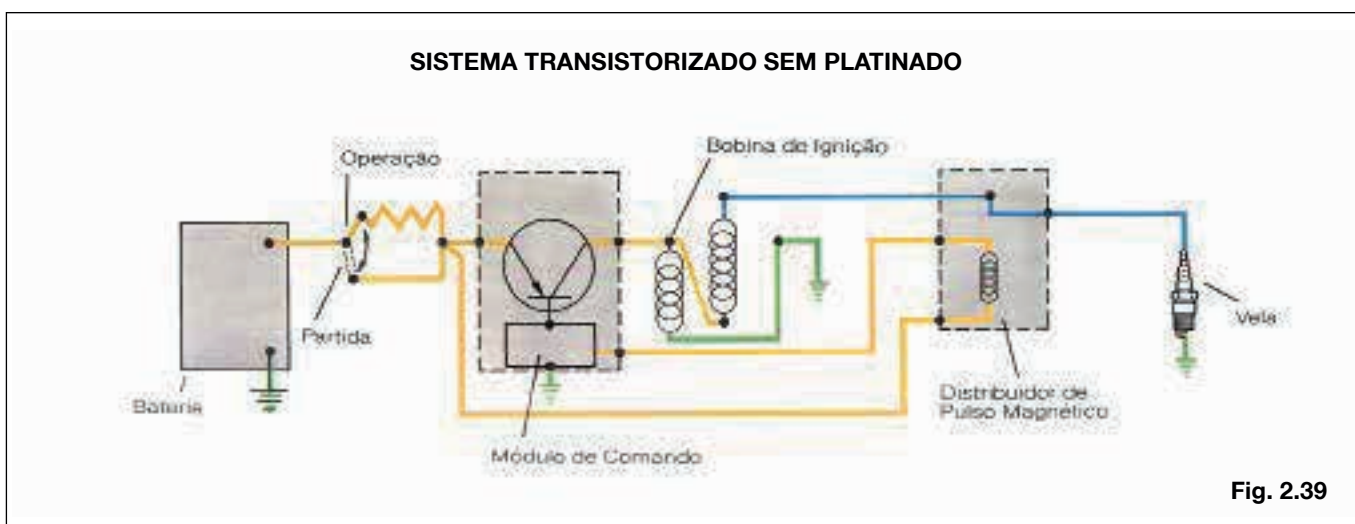 SISTEMA TRANSISTORIZADO SEM PLATINADO
Bobina de Ignição
Operação
Partida
Vela
Bateria
Distribuidor de
Pulso Magnético
Módulo de Comando
Fig. 2.39